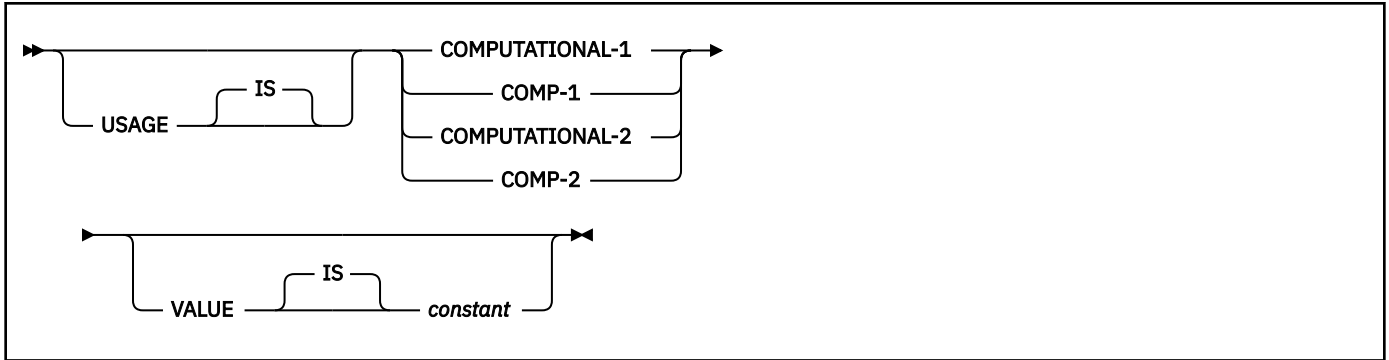 COMPUTATIONAL-1
IS
COMP-1
USAGE
COMPUTATIONAL-2
COMP-2
IS
VALUE
constant